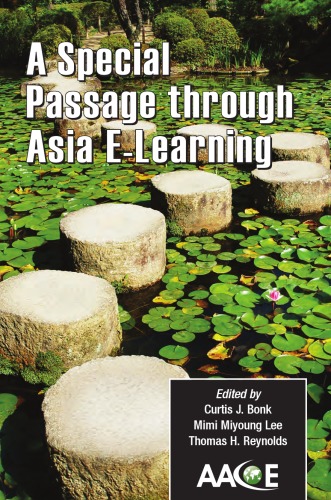 A Special
Passage through
Asia E-Learning
Edited by
Curtis J. Bonk
Mimi Miyoung Lee
Thomas H. Reynolds
AACE